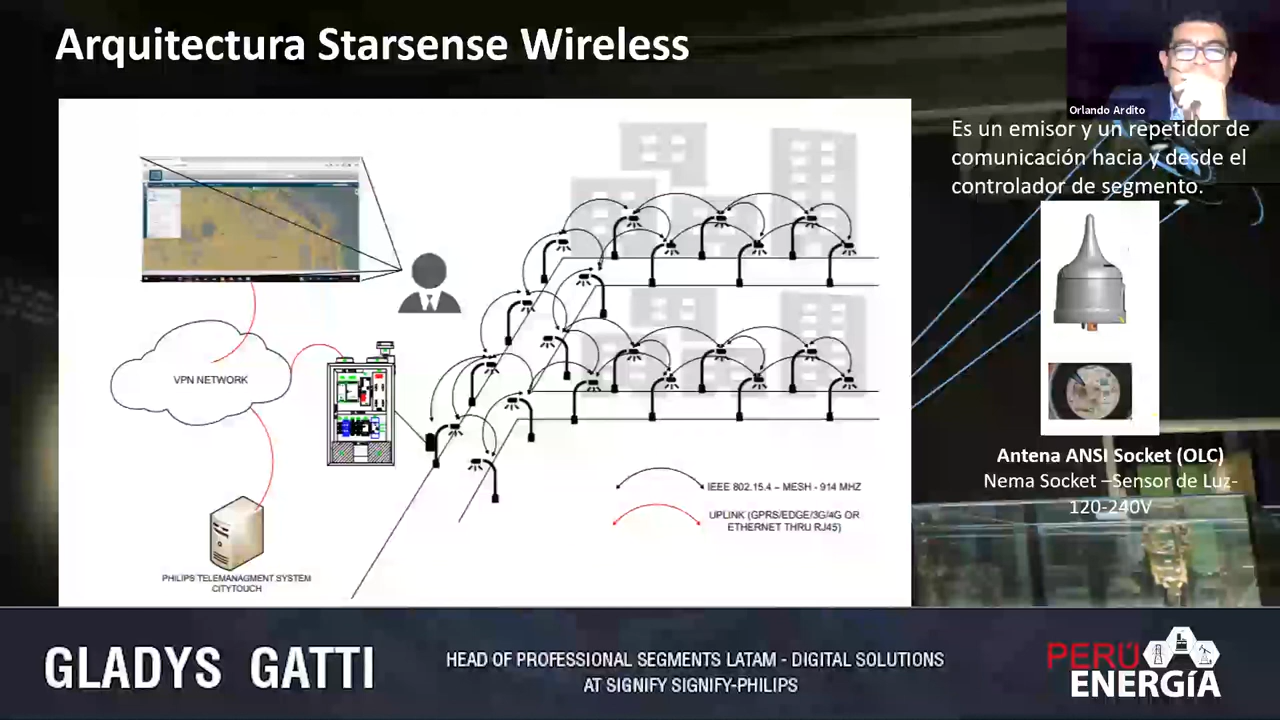 Arquitectura Starsense Wireless
Orlando Ardito
Es un emisor y un repetidor de
comunicación hacia y desde el
controlador de segmento.
VPN NETWORK
IEEE 802.15.4 – MESH - 914 MHZ
UPLINK (GPRS/EDGE/3G/4G OR
ETHERNET THRU RJ45)
PHILIPS TELEMANAGMENT SYSTEM
CITYTOUCH
Antena ANSI Socket (OLC)
Nema Socket –Sensor de Luz-
120-240V
GLADYS GATTI
HEAD OF PROFESSIONAL SEGMENTS LATAM - DIGITAL SOLUTIONS
AT SIGNIFY SIGNIFY-PHILIPS
PERÚ
ENERGÍA